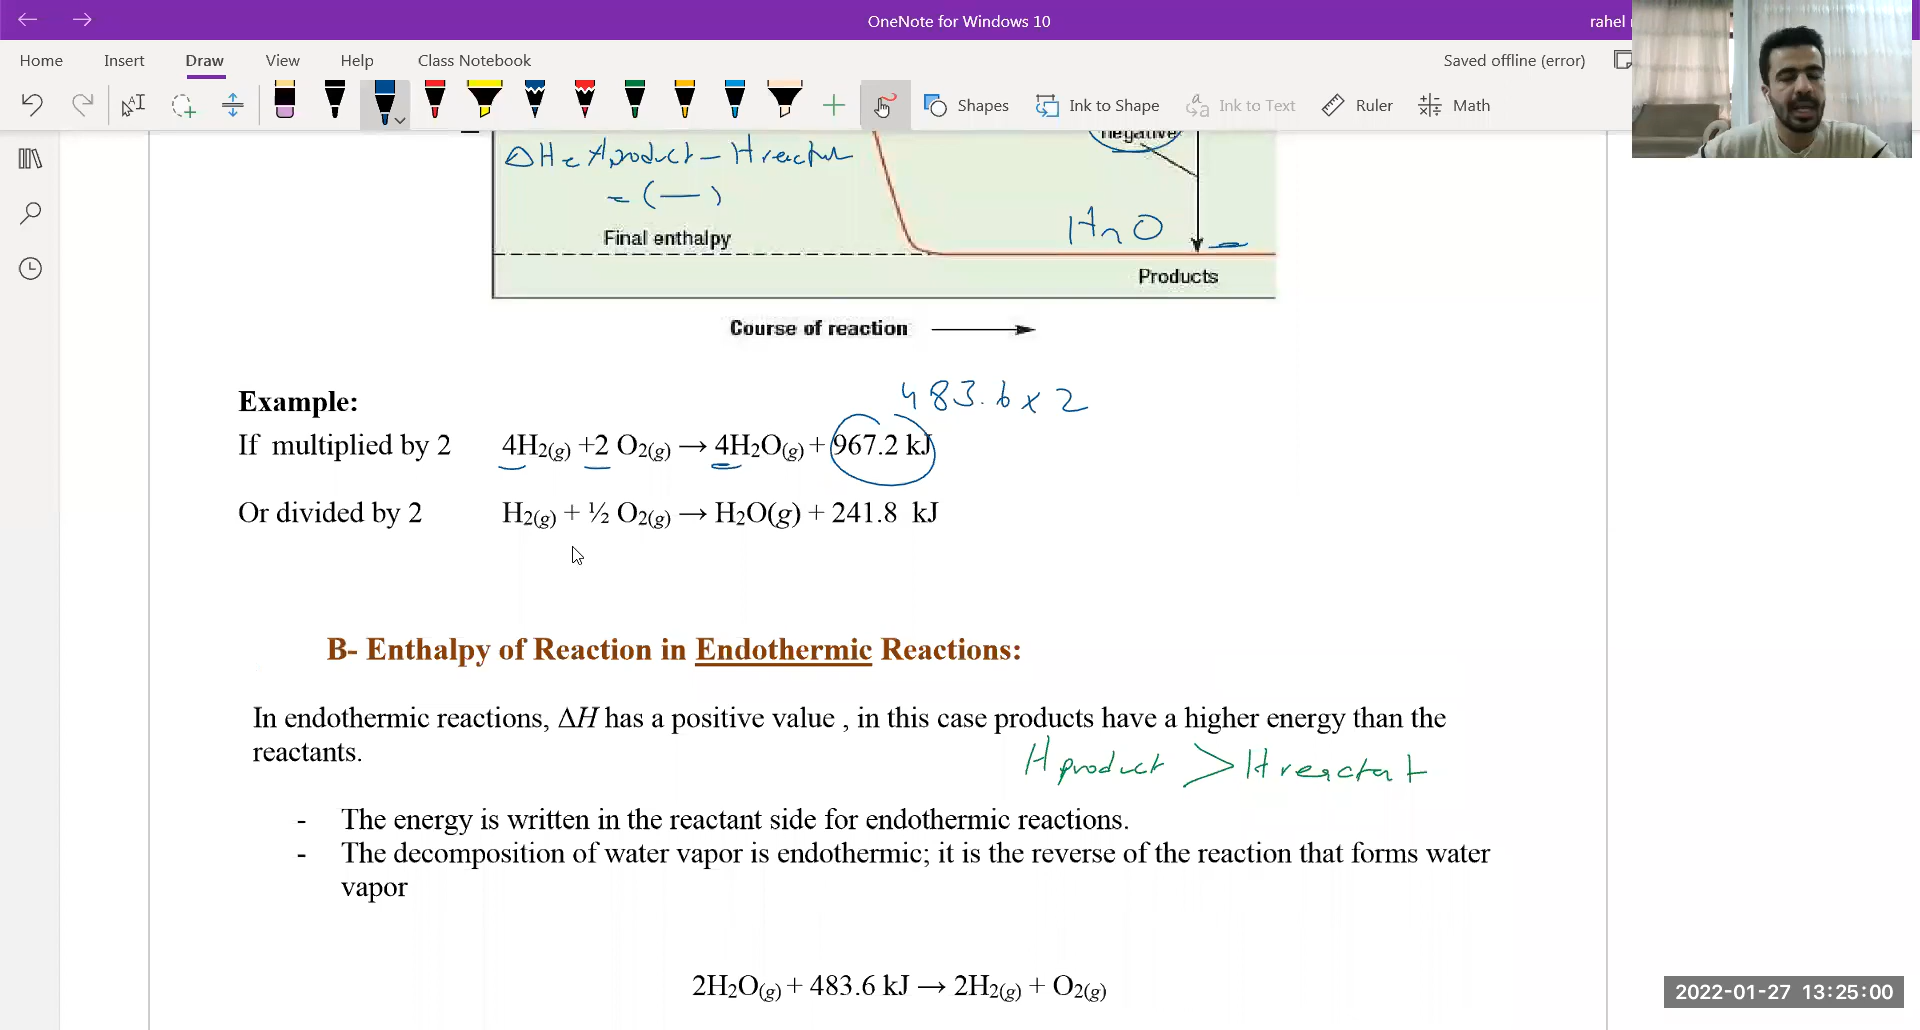 OneNote for Windows 10
rahel
Home Insert Draw View Help Class Notebook
Saved offline (error)
Shapes Ink to Shape Ink to Text Ruler Math
negative
ΔH = Hproduct – H
= (—)
Final enthalpy
Products
Course of reaction
483.6 x 2
Example:
If multiplied by 2 4H2(g) +2 O2(g) → 4H2O(g) + 967.2 kJ
Or divided by 2 H2(g) + ½ O2(g) → H2O(g) + 241.8 kJ
B- Enthalpy of Reaction in Endothermic Reactions:
In endothermic reactions, ΔH has a positive value , in this case products have a higher energy than the
reactants.
H product > H reactat
- The energy is written in the reactant side for endothermic reactions.
- The decomposition of water vapor is endothermic; it is the reverse of the reaction that forms water
vapor
2H2O(g) + 483.6 kJ → 2H2(g) + O2(g)
2022-01-27 13:25:00